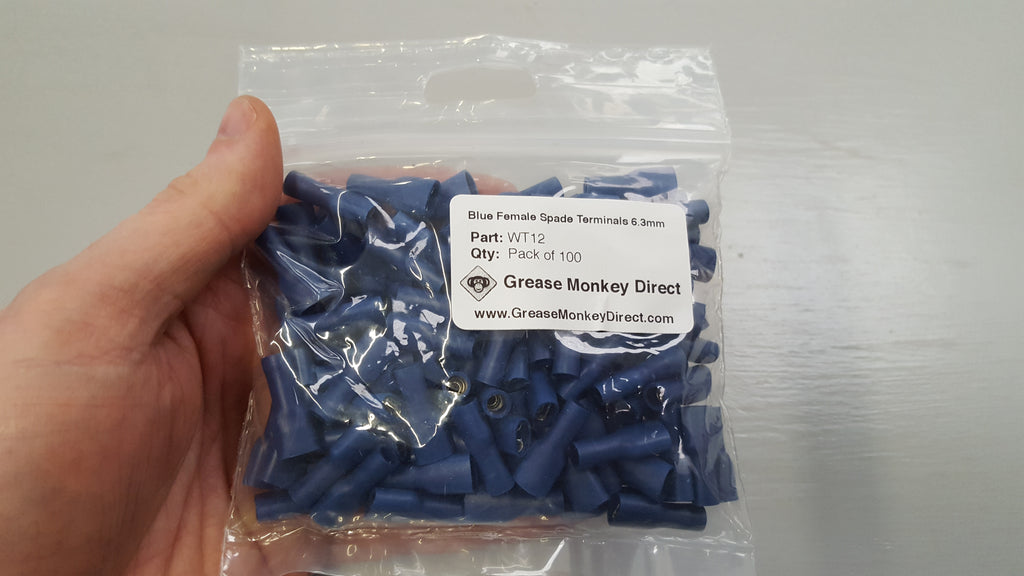 Blue Female Spade Terminals 6.3mm
Part: WT12
Qty: Pack of 100
Grease Monkey Direct
www.GreaseMonkeyDirect.com